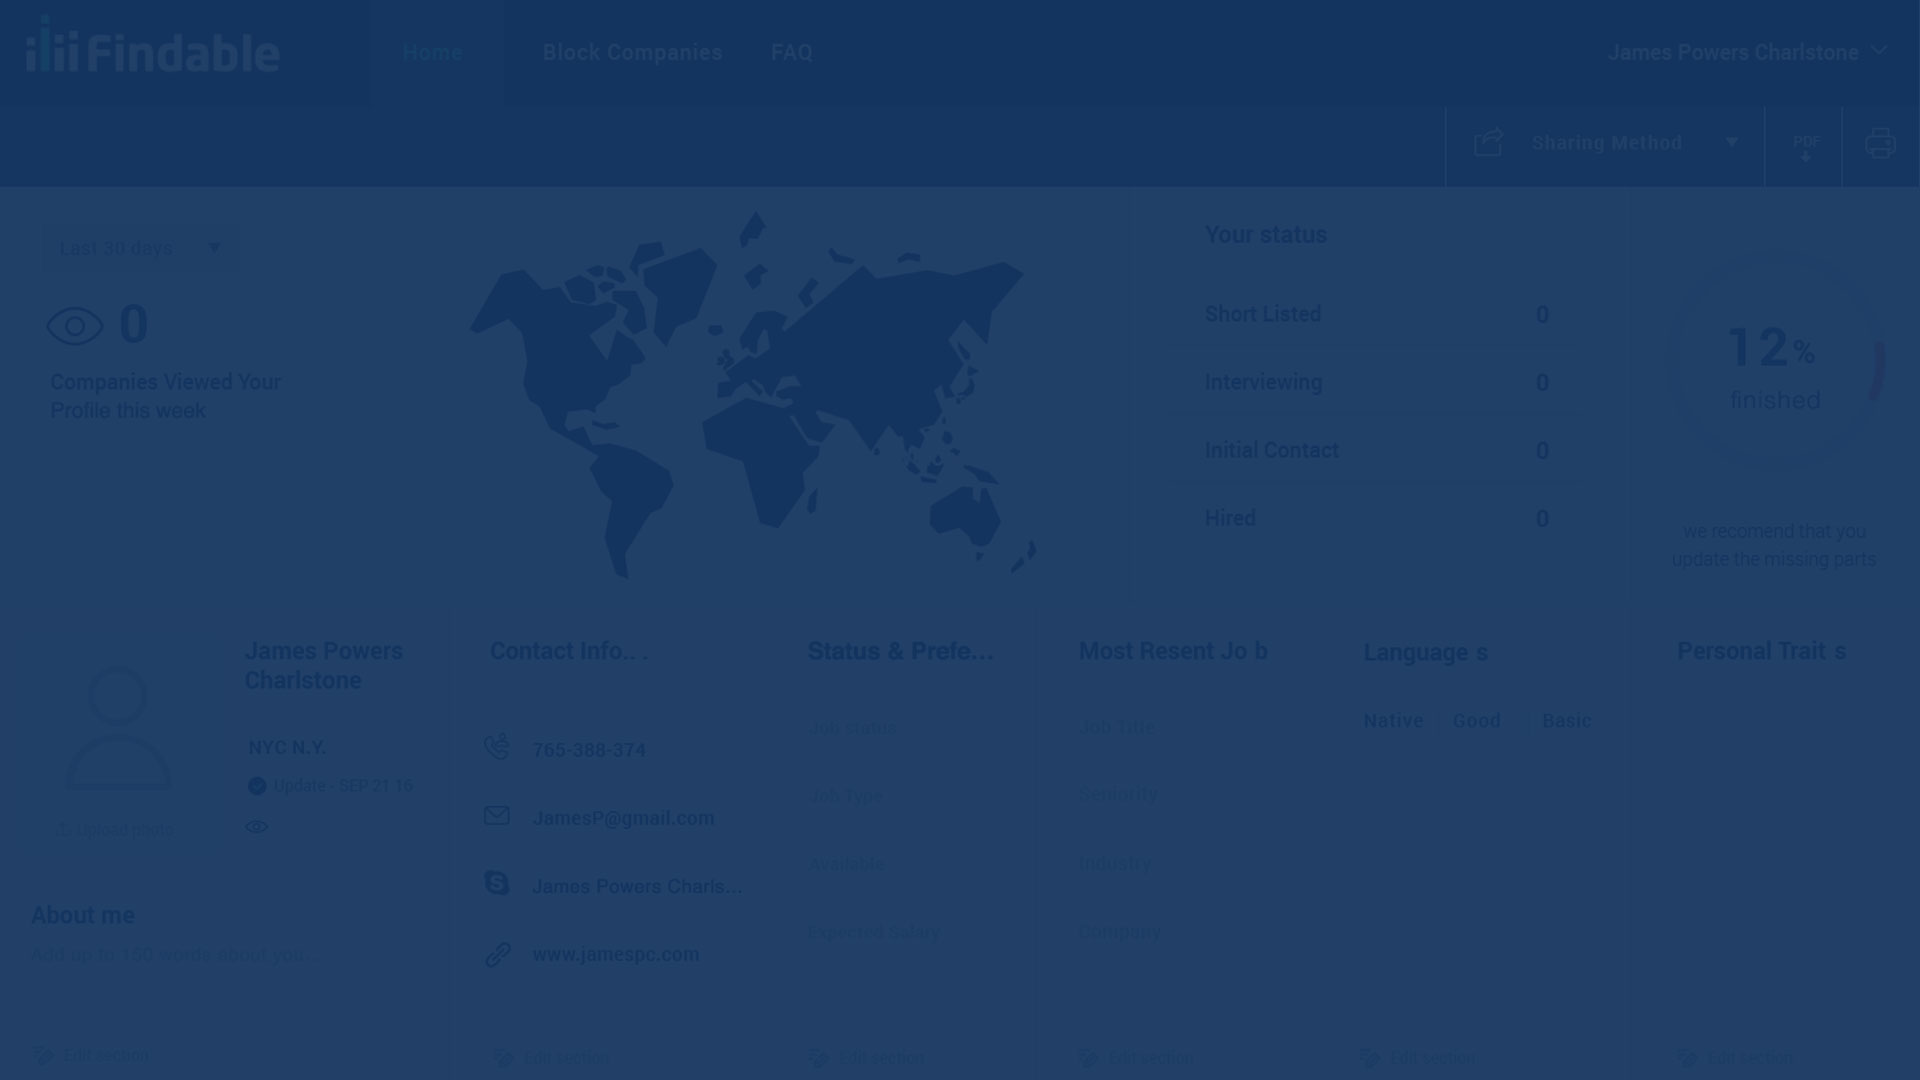 Findable
Home
Block Companies
FAQ
James Powers Charlstone
Sharing Method
PDF
Last 30 days
0
Companies Viewed Your
Profile this week
Your status
Short Listed 0
Interviewing 0
Initial Contact 0
Hired 0
12%
finished
we recomend that you
update the missing parts
James Powers
Charlstone
NYC N.Y.
Update - SEP 21 16
Upload photo
About me
Add up to 150 words about you...
Edit section
Contact Info.. .
765-388-374
JamesP@gmail.com
James Powers Charls...
www.jamespc.com
Edit section
Status & Prefe...
Job status
Job Type
Available
Expected Salary
Edit section
Most Resent Jo b
Job Title
Seniority
Industry
Company
Edit section
Language s
Native Good Basic
Edit section
Personal Trait s
Edit section